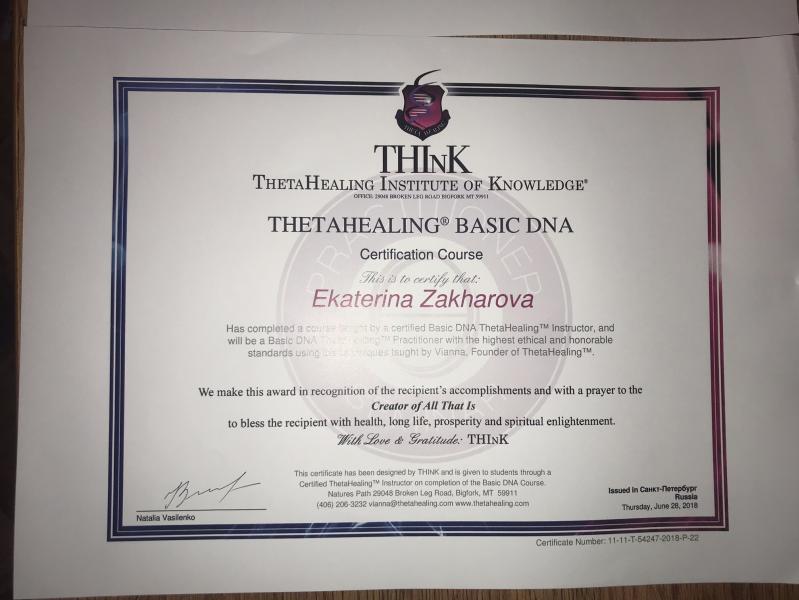 THETA HEALING
THInK
THETAHEALING INSTITUTE OF KNOWLEDGE®
OFFICE: 29048 BROKEN LEG ROAD BIGFORK MT 59911
THETAHEALING® BASIC DNA
Certification Course
PRACTITIONER
This is to certify that:
Ekaterina Zakharova
Has completed a course taught by a certified Basic DNA ThetaHealing™ Instructor, and
will be a Basic DNA ThetaHealing™ Practitioner with the highest ethical and honorable
standards using the techniques taught by Vianna, Founder of ThetaHealing™.
We make this award in recognition of the recipient's accomplishments and with a prayer to the
Creator of All That Is
to bless the recipient with health, long life, prosperity and spiritual enlightenment.
With Love & Gratitude: THInK
This certificate has been designed by THINK and is given to students through a
Certified ThetaHealing™ Instructor on completion of the Basic DNA Course.
Natures Path 29048 Broken Leg Road, Bigfork, MT 59911
(406) 206-3232 vianna@thetahealing.com www.thetahealing.com
Natalia Vasilenko
Issued in Санкт-Петербург
Russia
Thursday, June 28, 2018
Certificate Number: 11-11-T-54247-2018-P-22